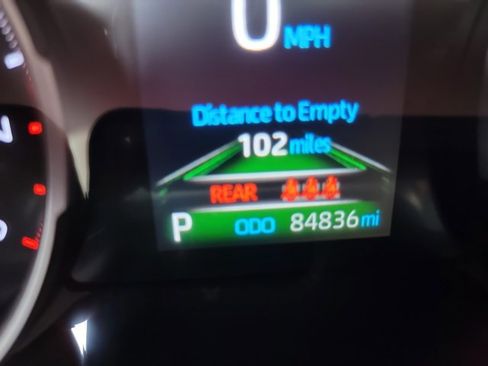 0 MPH
Distance to Empty
102 miles
REAR
P ODO 84836 mi